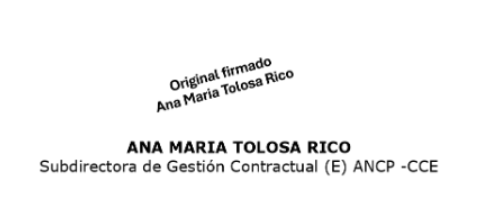 Original firmado
Ana Maria Tolosa Rico
ANA MARIA TOLOSA RICO
Subdirectora de Gestión Contractual (E) ANCP -CCE